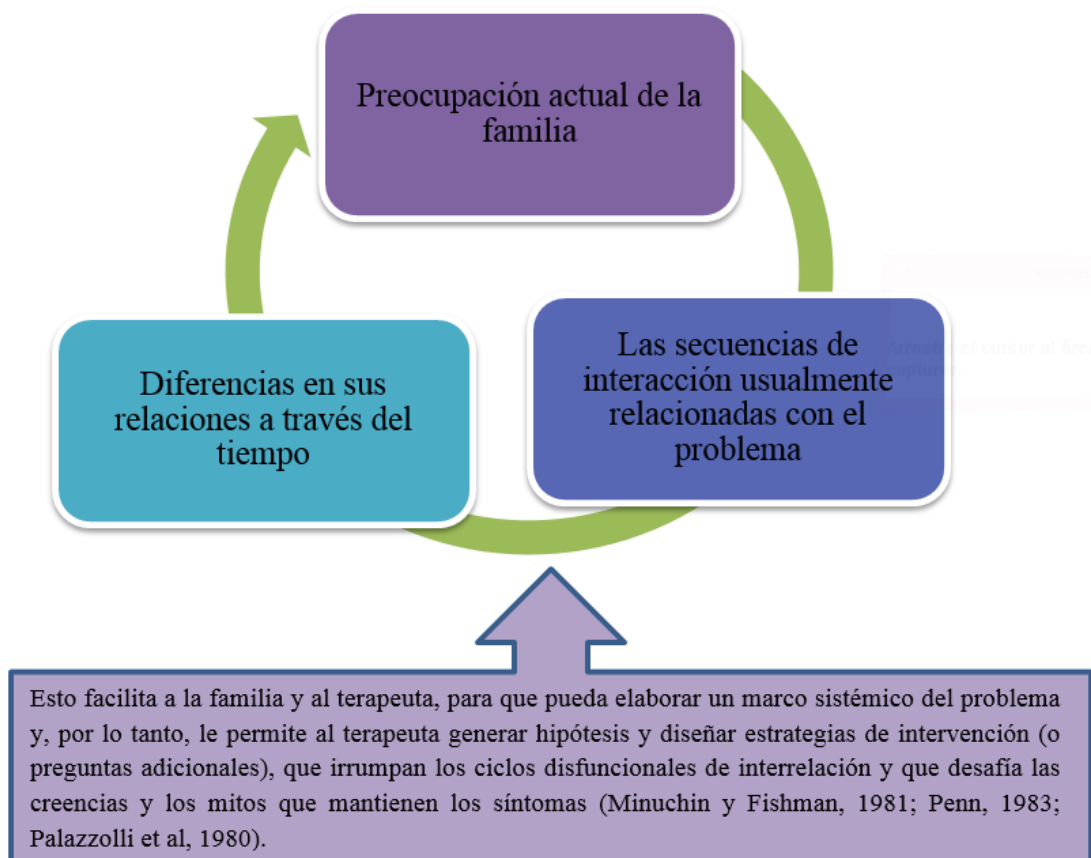 Preocupación actual de la
familia
Las secuencias de
interacción usualmente
relacionadas con el
problema
Diferencias en sus
relaciones a través del
tiempo
Esto facilita a la familia y al terapeuta, para que pueda elaborar un marco sistémico del problema
y, por lo tanto, le permite al terapeuta generar hipótesis y diseñar estrategias de intervención (o
preguntas adicionales), que irrumpan los ciclos disfuncionales de interrelación y que desafía las
creencias y los mitos que mantienen los síntomas (Minuchin y Fishman, 1981; Penn, 1983;
Palazzolli et al, 1980).